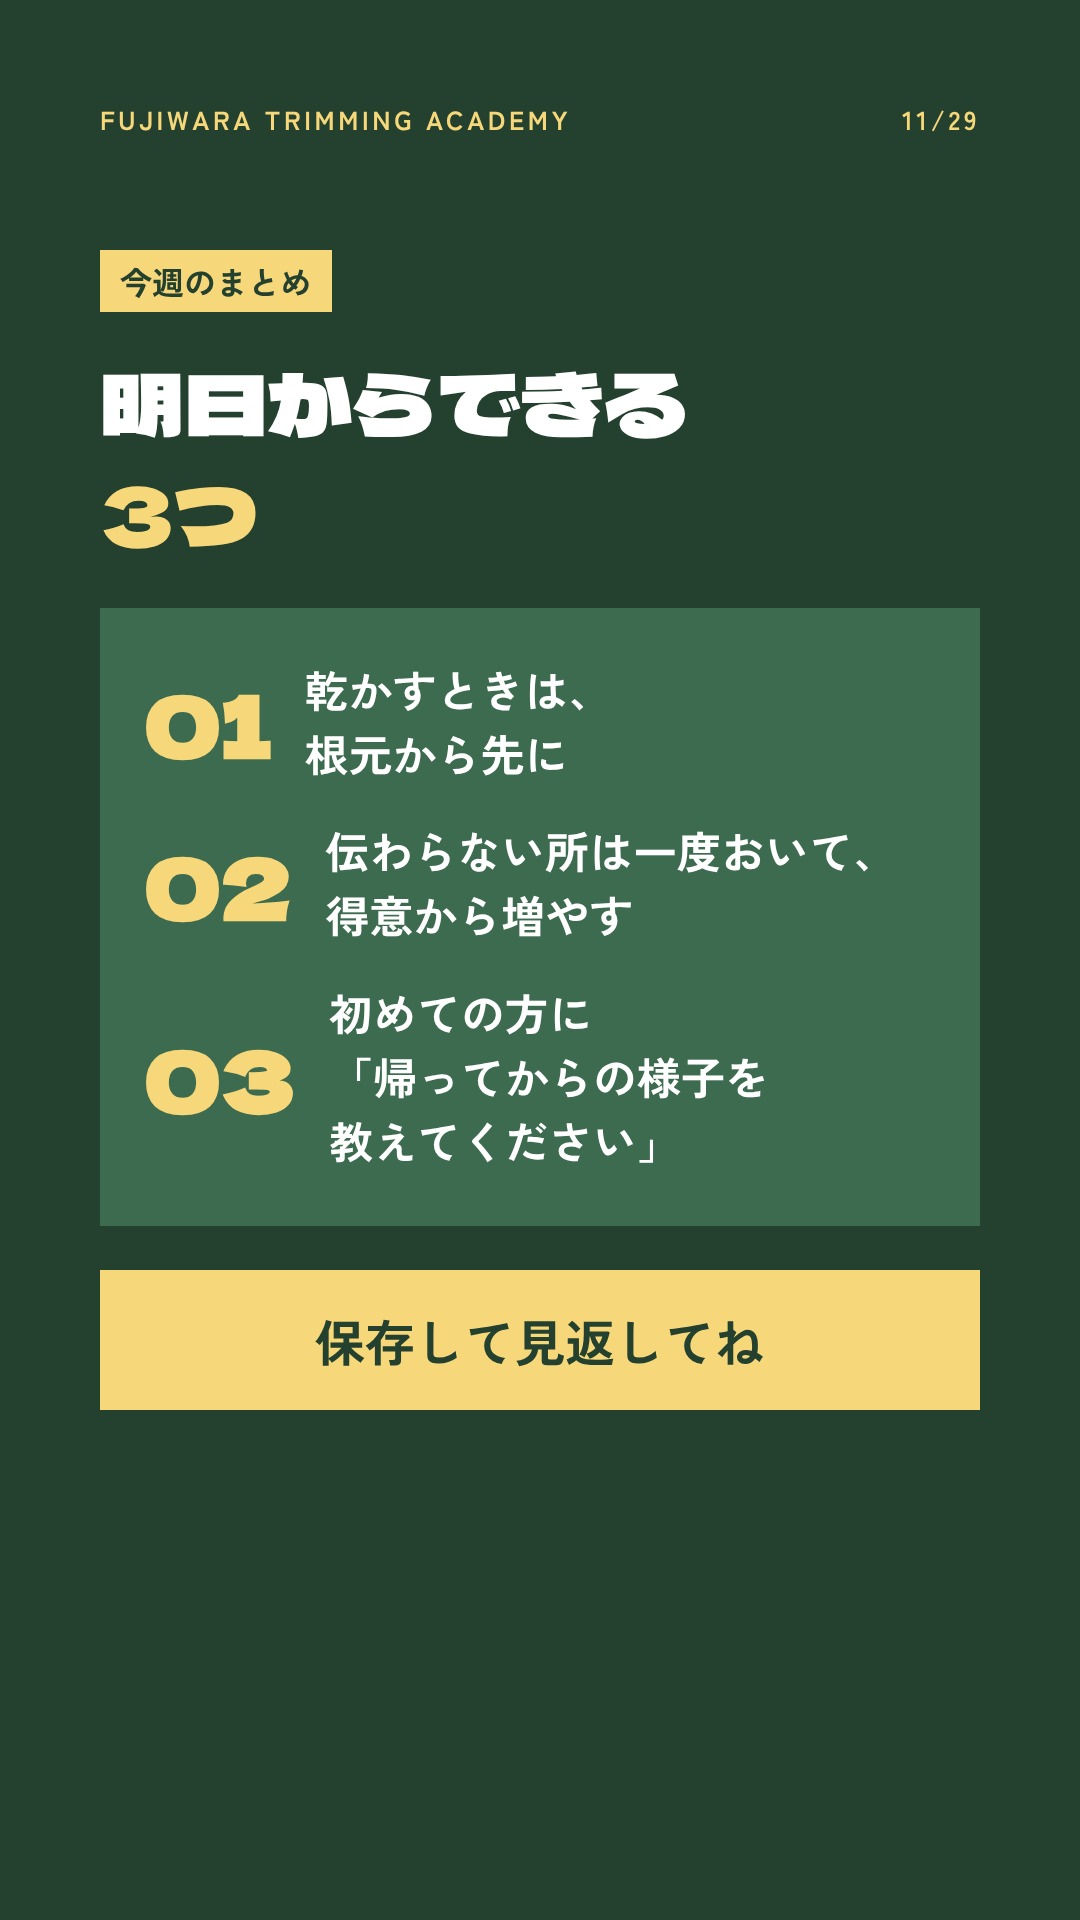 FUJIWARA TRIMMING ACADEMY
11/29
今週のまとめ
明日からできる
3つ
01
乾かすときは、
根元から先に
02
伝わらない所は一度おいて、
得意から増やす
03
初めての方に
「帰ってからの様子を
教えてください」
保存して見返してね